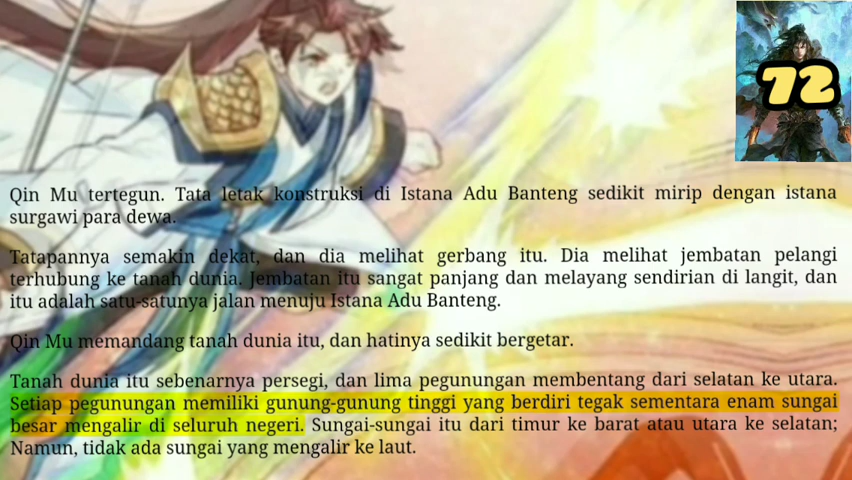 72
Qin Mu tertegun. Tata letak konstruksi di Istana Adu Banteng sedikit mirip dengan istana
surgawi para dewa.
Tatapannya semakin dekat, dan dia melihat gerbang itu. Dia melihat jembatan pelangi
terhubung ke tanah dunia. Jembatan itu sangat panjang dan melayang sendirian di langit, dan
itu adalah satu-satunya jalan menuju Istana Adu Banteng.
Qin Mu memandang tanah dunia itu, dan hatinya sedikit bergetar.
Tanah dunia itu sebenarnya persegi, dan lima pegunungan membentang dari selatan ke utara.
Setiap pegunungan memiliki gunung-gunung tinggi yang berdiri tegak sementara enam sungai
besar mengalir di seluruh negeri. Sungai-sungai itu dari timur ke barat atau utara ke selatan;
Namun, tidak ada sungai yang mengalir ke laut.